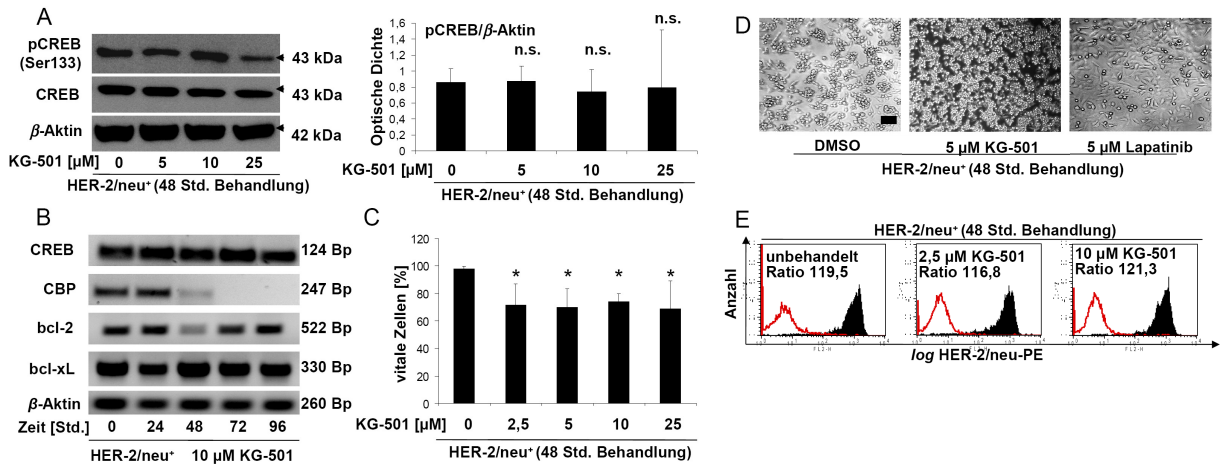 A
pCREB
(Ser133)
43 kDa
CREB
43 kDa
β-Aktin
42 kDa
KG-501 [µM] 0 5 10 25
HER-2/neu⁺ (48 Std. Behandlung)
pCREB/β-Aktin
Optische Dichte
1,6
1,4
1,2
1
0,8
0,6
0,4
0,2
0
n.s. n.s. n.s.
KG-501 [µM] 0 5 10 25
HER-2/neu⁺ (48 Std. Behandlung)
B
CREB 124 Bp
CBP 247 Bp
bcl-2 522 Bp
bcl-xL 330 Bp
β-Aktin 260 Bp
Zeit [Std.] 0 24 48 72 96
HER-2/neu⁺ 10 µM KG-501
C
vitale Zellen [%]
120
100
80
60
40
20
0
* * * *
KG-501 [µM] 0 2,5 5 10 25
HER-2/neu⁺ (48 Std. Behandlung)
D
DMSO 5 µM KG-501 5 µM Lapatinib
HER-2/neu⁺ (48 Std. Behandlung)
E
HER-2/neu⁺ (48 Std. Behandlung)
Anzahl
unbehandelt
Ratio 119,5
2,5 µM KG-501
Ratio 116,8
10 µM KG-501
Ratio 121,3
log HER-2/neu-PE